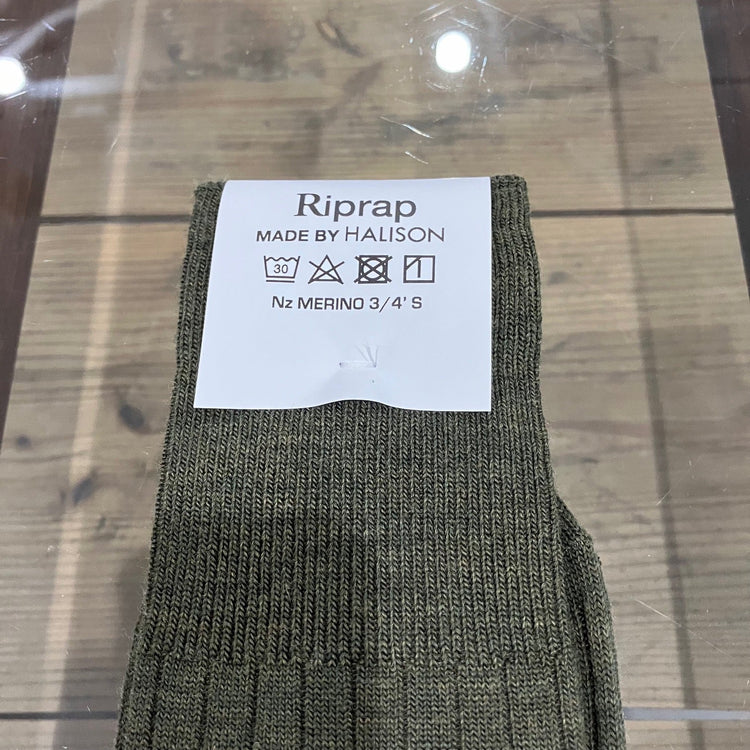 Riprap
MADE BY HALISON
30
Nz MERINO 3/4' S